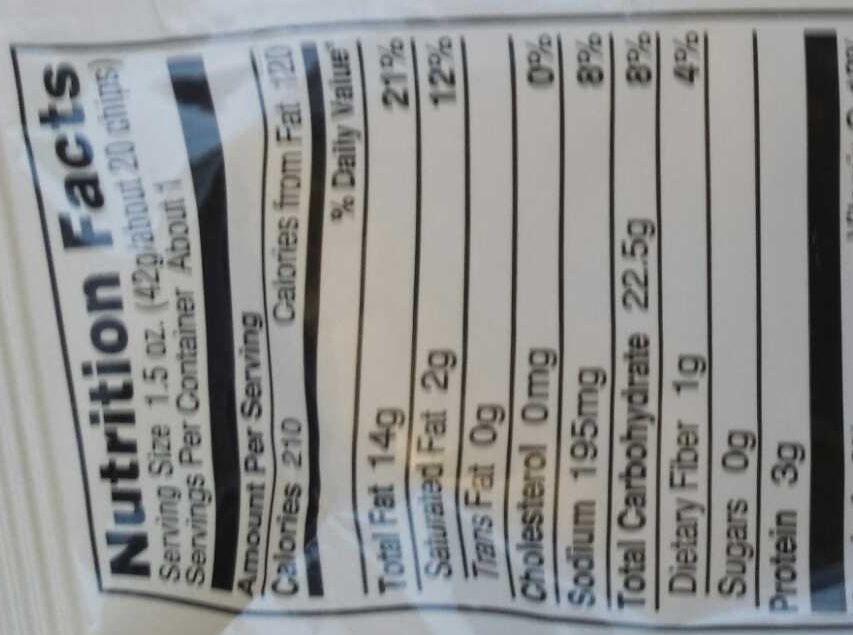 Nutrition Facts
Serving Size 1.5 oz. (42g/about 20 chips)
Servings Per Container About 1
Amount Per Serving
Calories 210 Calories from Fat 120
% Daily Value*
Total Fat 14g 21%
Saturated Fat 2g 12%
Trans Fat 0g
Cholesterol 0mg 0%
Sodium 195mg 8%
Total Carbohydrate 22.5g 8%
Dietary Fiber 1g 4%
Sugars 0g
Protein 3g